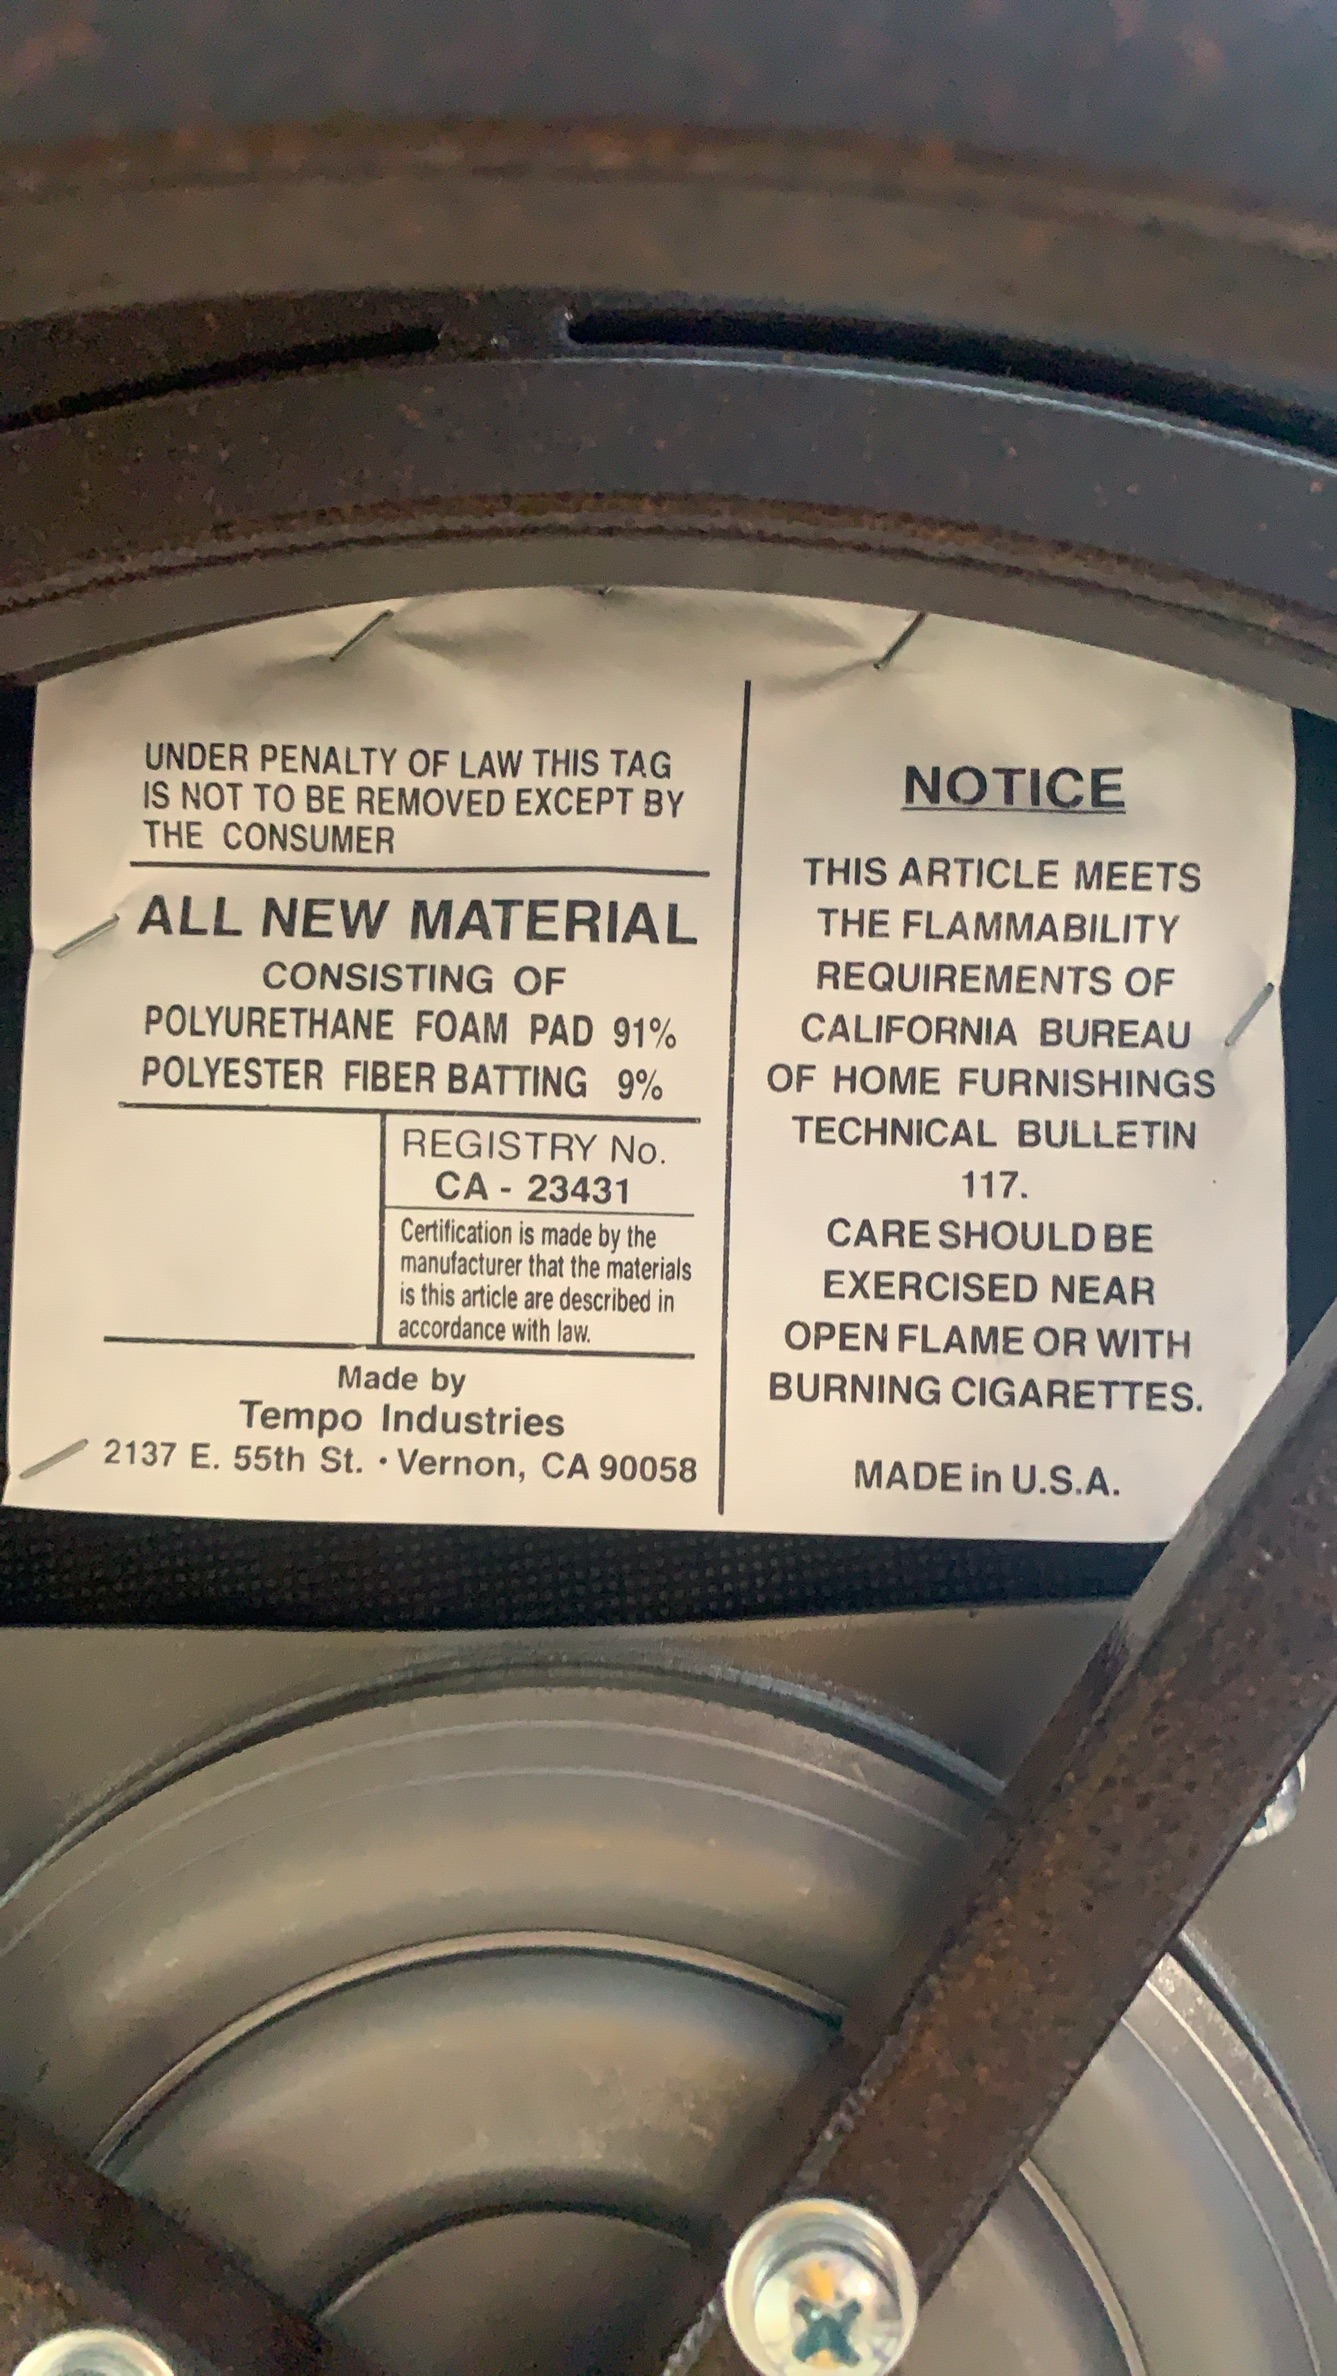 UNDER PENALTY OF LAW THIS TAG
IS NOT TO BE REMOVED EXCEPT BY
THE CONSUMER
ALL NEW MATERIAL
CONSISTING OF
POLYURETHANE FOAM PAD 91%
POLYESTER FIBER BATTING 9%
REGISTRY No.
CA - 23431
Certification is made by the
manufacturer that the materials
is this article are described in
accordance with law.
Made by
Tempo Industries
2137 E. 55th St. • Vernon, CA 90058
NOTICE
THIS ARTICLE MEETS
THE FLAMMABILITY
REQUIREMENTS OF
CALIFORNIA BUREAU
OF HOME FURNISHINGS
TECHNICAL BULLETIN
117.
CARE SHOULD BE
EXERCISED NEAR
OPEN FLAME OR WITH
BURNING CIGARETTES.
MADE in U.S.A.